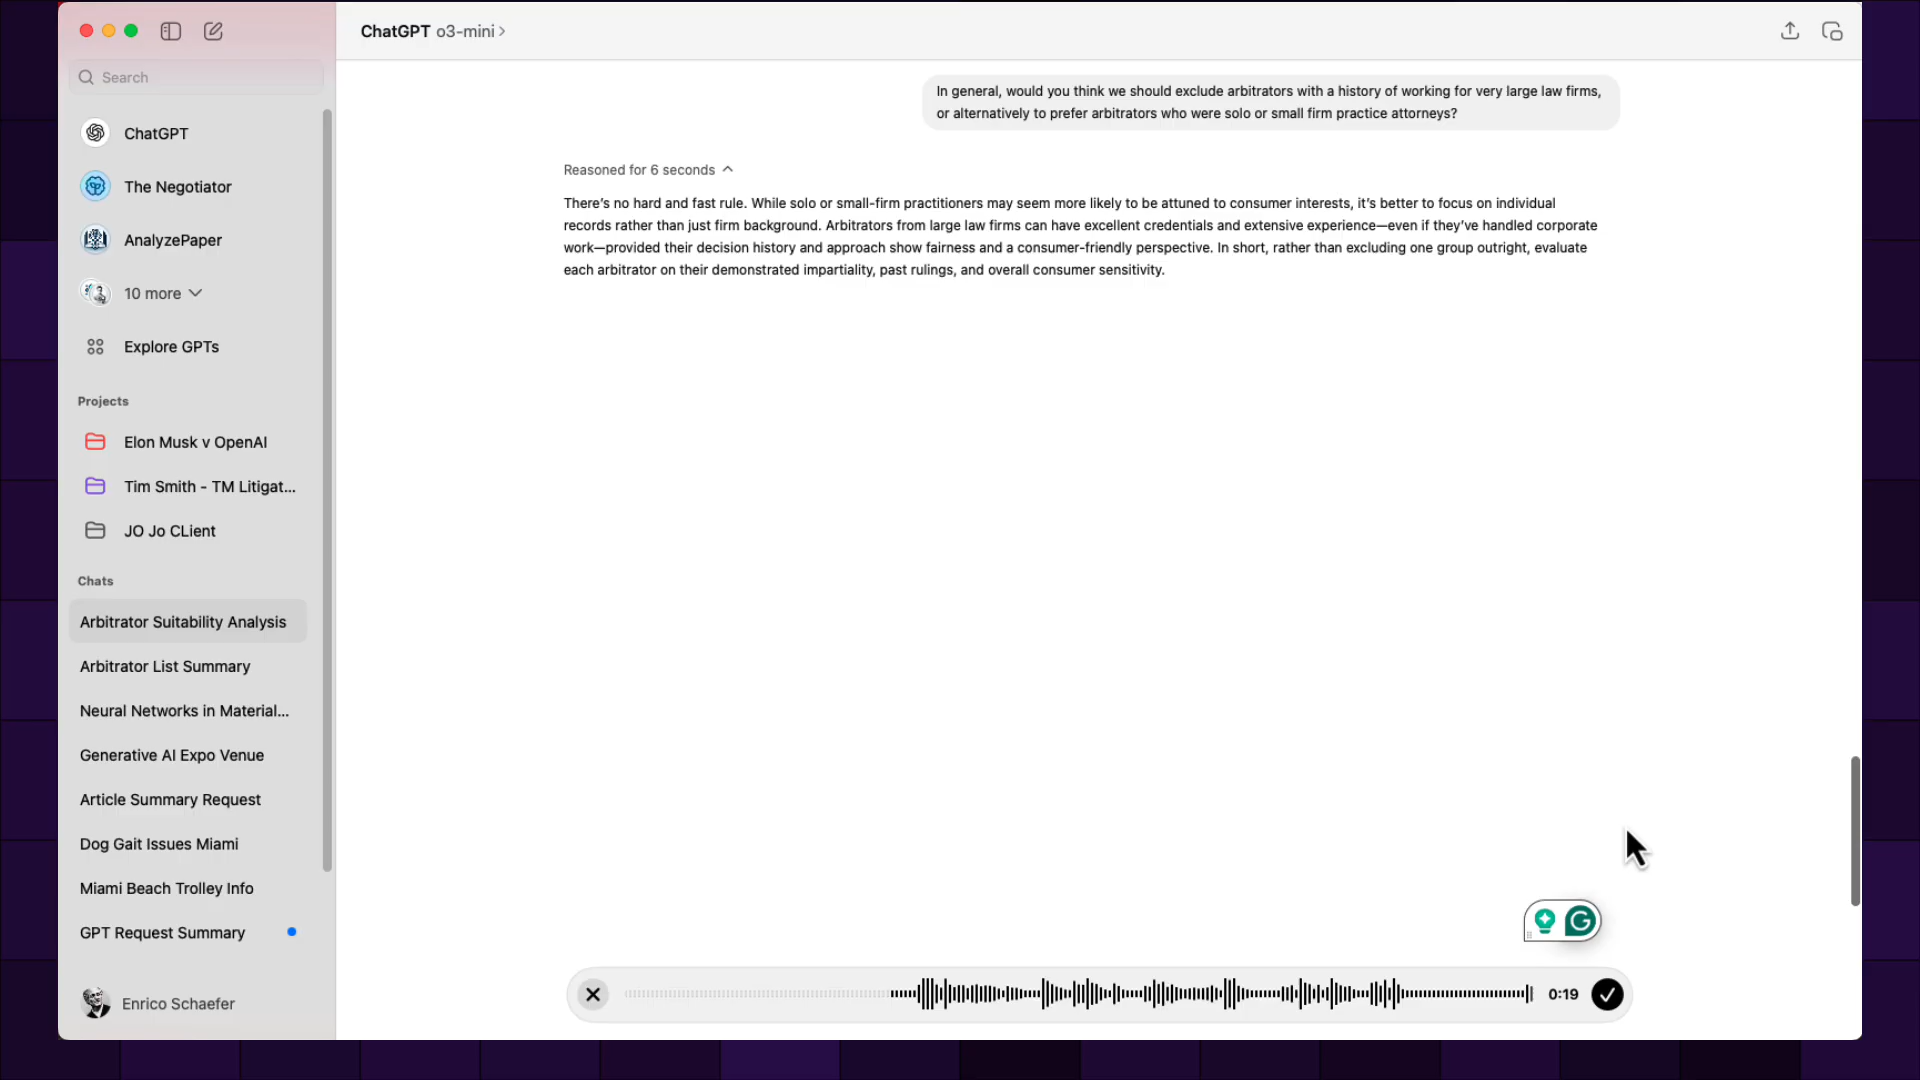 ChatGPT o3-mini >
Search
ChatGPT
The Negotiator
AnalyzePaper
10 more
Explore GPTs
Projects
Elon Musk v OpenAI
Tim Smith - TM Litigat...
JO Jo CLient
Chats
Arbitrator Suitability Analysis
Arbitrator List Summary
Neural Networks in Material...
Generative AI Expo Venue
Article Summary Request
Dog Gait Issues Miami
Miami Beach Trolley Info
GPT Request Summary
Enrico Schaefer
In general, would you think we should exclude arbitrators with a history of working for very large law firms,
or alternatively to prefer arbitrators who were solo or small firm practice attorneys?
Reasoned for 6 seconds
There's no hard and fast rule. While solo or small-firm practitioners may seem more likely to be attuned to consumer interests, it's better to focus on individual
records rather than just firm background. Arbitrators from large law firms can have excellent credentials and extensive experience—even if they've handled corporate
work—provided their decision history and approach show fairness and a consumer-friendly perspective. In short, rather than excluding one group outright, evaluate
each arbitrator on their demonstrated impartiality, past rulings, and overall consumer sensitivity.
0:19